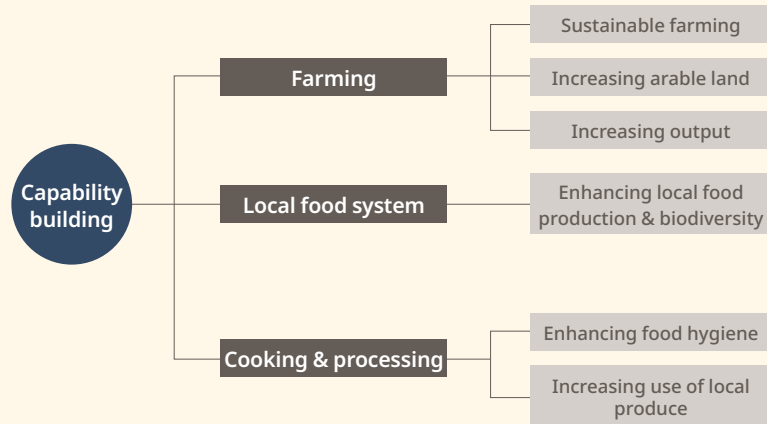 Capability
building
Farming
Sustainable farming
Increasing arable land
Increasing output
Local food system
Enhancing local food
production & biodiversity
Cooking & processing
Enhancing food hygiene
Increasing use of local
produce